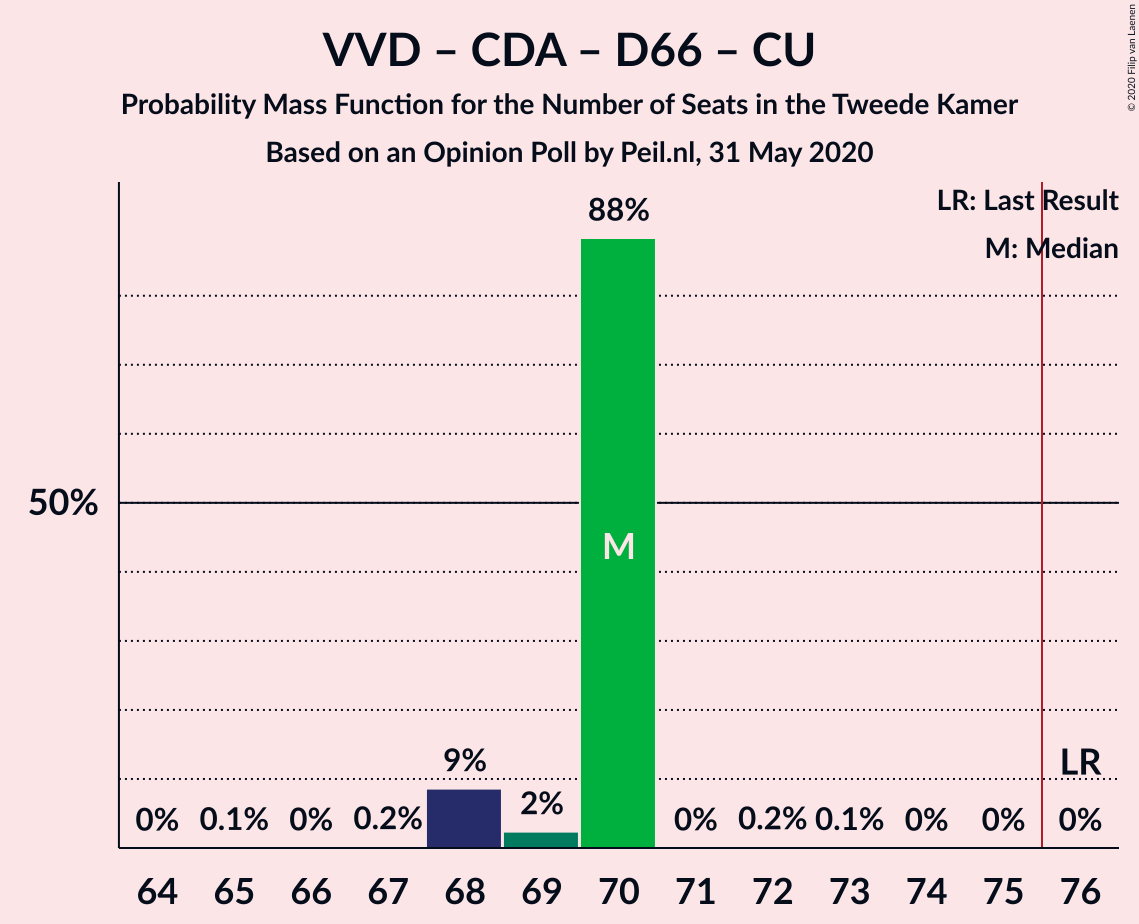 VVD – CDA – D66 – CU
Probability Mass Function for the Number of Seats in the Tweede Kamer
Based on an Opinion Poll by Peil.nl, 31 May 2020
© 2020 Filip van Laenen
LR: Last Result
M: Median
88%
50%
M
9%
LR
2%
0% 0.1% 0% 0.2% 0% 0.2% 0.1% 0% 0% 0%
64 65 66 67 68 69 70 71 72 73 74 75 76